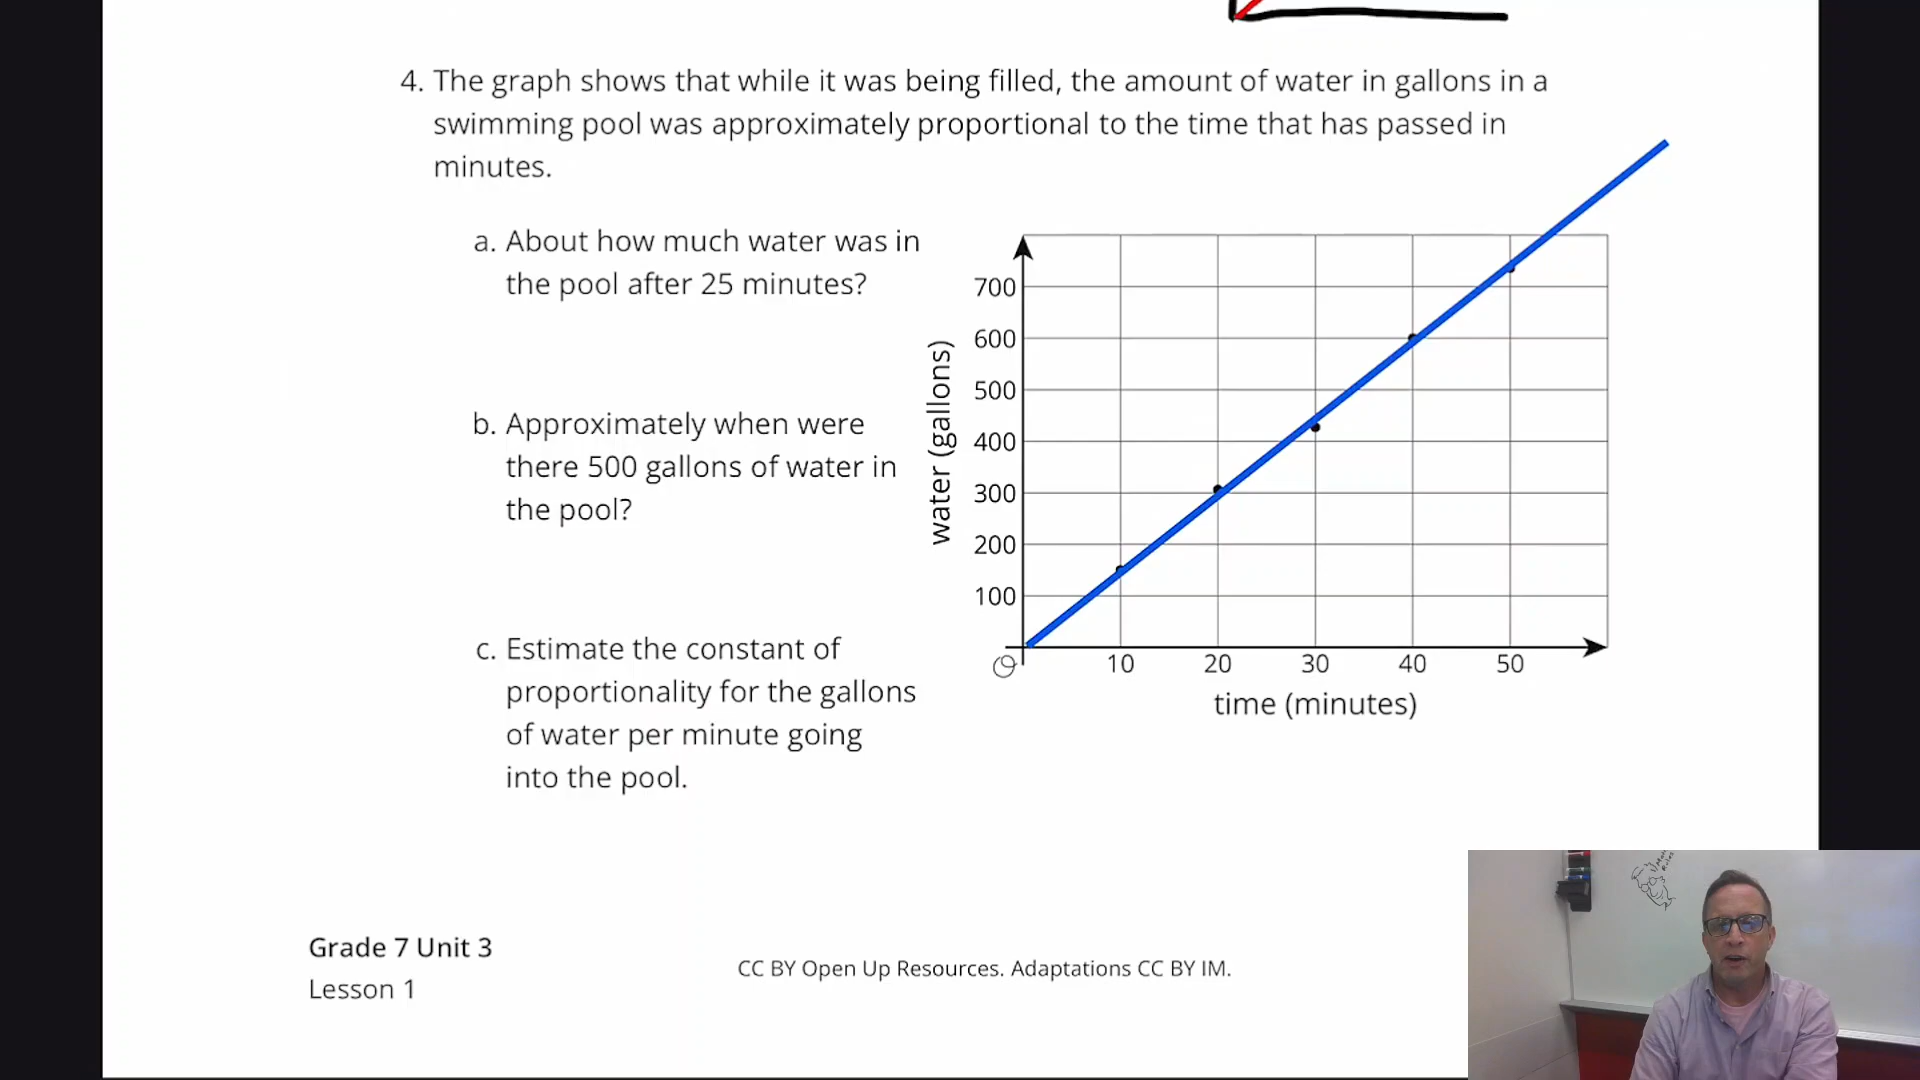 4. The graph shows that while it was being filled, the amount of water in gallons in a
swimming pool was approximately proportional to the time that has passed in
minutes.
a. About how much water was in
the pool after 25 minutes?
b. Approximately when were
there 500 gallons of water in
the pool?
c. Estimate the constant of
proportionality for the gallons
of water per minute going
into the pool.
water (gallons)
700
600
500
400
300
200
100
O
10 20 30 40 50
time (minutes)
Grade 7 Unit 3
Lesson 1
CC BY Open Up Resources. Adaptations CC BY IM.